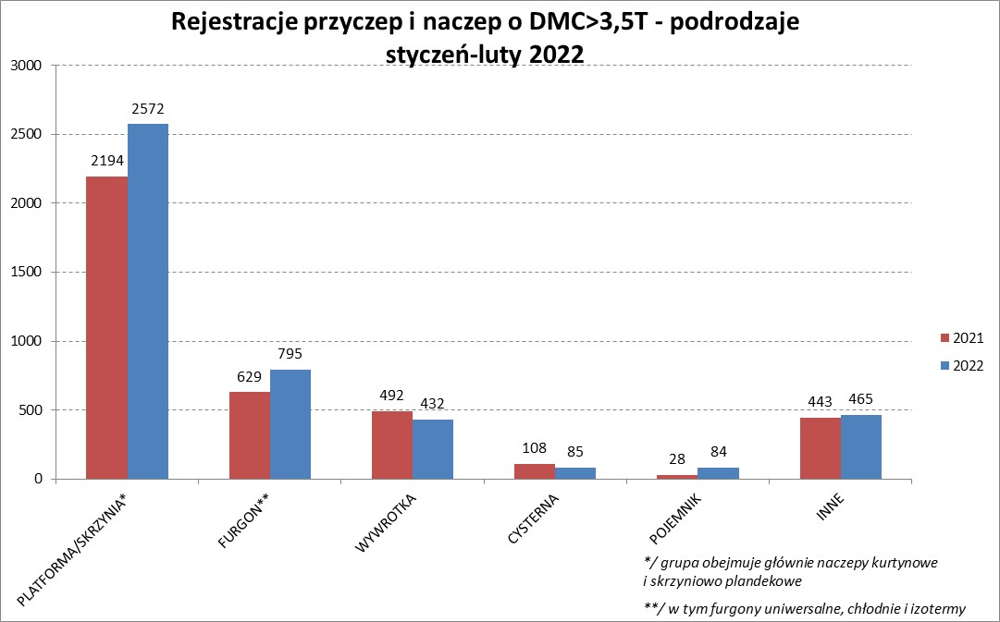 Rejestracje przyczep i naczep o DMC>3,5T - podrodzaje
styczeń-luty 2022
3000
2500
2000
1500
1000
500
0
2194
2572
629
795
492
432
108
85
28
84
443
465
2021
2022
PLATFORMA/SKRZYNIA*
FURGON**
WYWROTKA
CYSTERNA
POJEMNIK
INNE
*/ grupa obejmuje głównie naczepy kurtynowe
i skrzyniowo plandekowe
**/ w tym furgony uniwersalne, chłodnie i izotermy